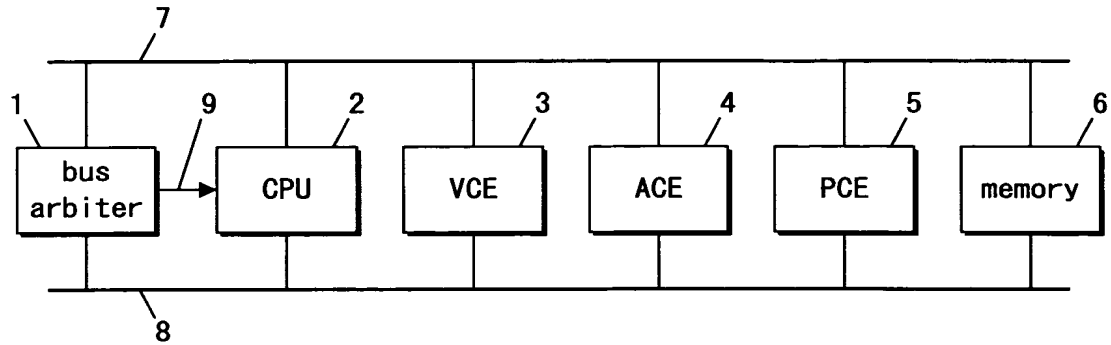 7
1 9 2 3 4 5 6
bus
arbiter
CPU
VCE
ACE
PCE
memory
8